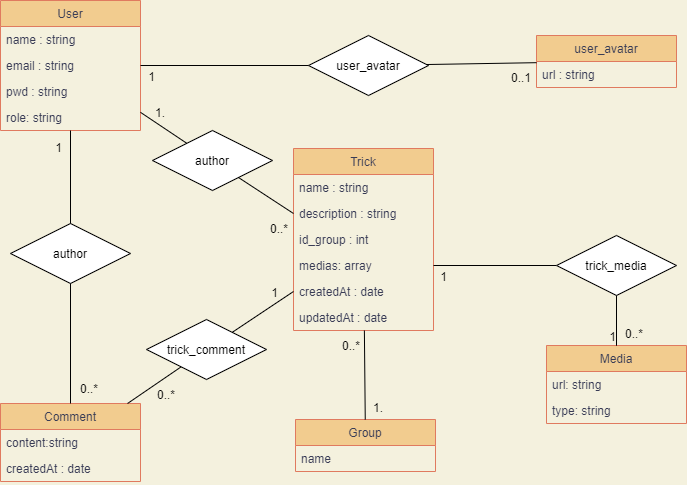 User
name : string
email : string
pwd : string
role: string
1
user_avatar
0..1
user_avatar
url : string
1.
author
0..*
1
author
0..*
Trick
name : string
description : string
id_group : int
medias: array
createdAt : date
updatedAt : date
1
trick_media
1
0..*
Media
url: string
type: string
1
trick_comment
0..*
0..*
1.
Comment
content:string
createdAt : date
Group
name